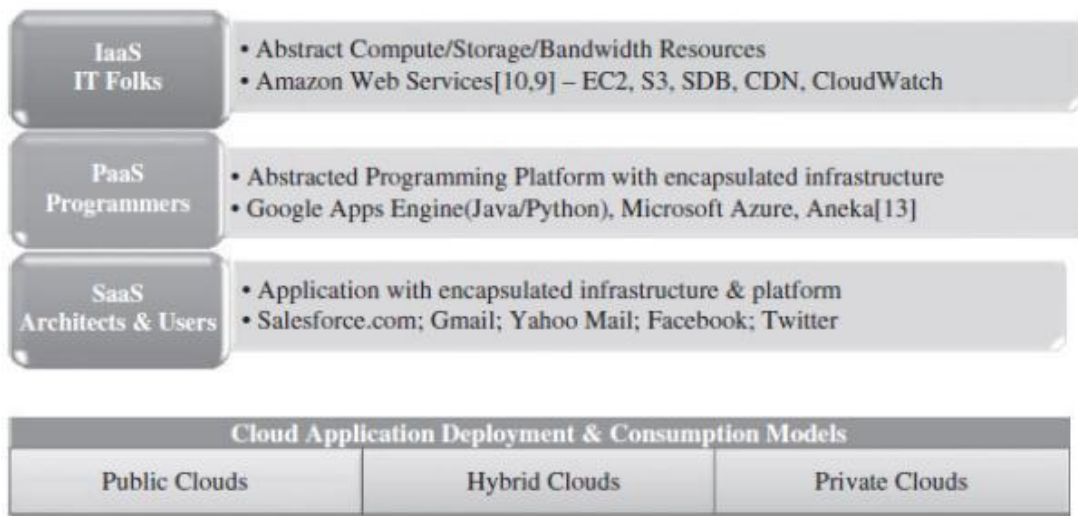 IaaS
IT Folks
• Abstract Compute/Storage/Bandwidth Resources
• Amazon Web Services[10,9] – EC2, S3, SDB, CDN, CloudWatch
PaaS
Programmers
• Abstracted Programming Platform with encapsulated infrastructure
• Google Apps Engine(Java/Python), Microsoft Azure, Aneka[13]
SaaS
Architects & Users
• Application with encapsulated infrastructure & platform
• Salesforce.com; Gmail; Yahoo Mail; Facebook; Twitter
Cloud Application Deployment & Consumption Models
Public Clouds
Hybrid Clouds
Private Clouds